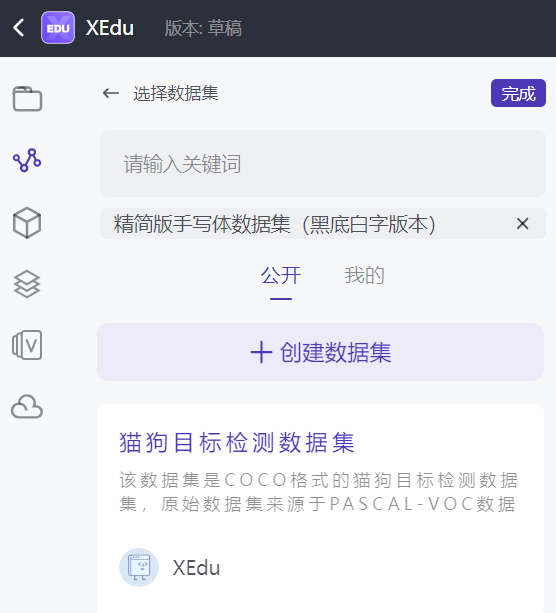 EDU XEdu 版本: 草稿
选择数据集 完成
请输入关键词
精简版手写体数据集（黑底白字版本） ×
公开 我的
+ 创建数据集
猫狗目标检测数据集
该数据集是COCO格式的猫狗目标检测数据
集，原始数据集来源于PASCAL-VOC数据
XEdu